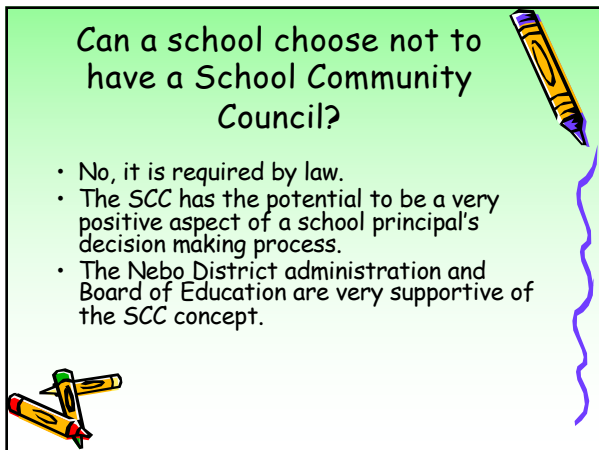 Can a school choose not to
have a School Community
Council?
• No, it is required by law.
• The SCC has the potential to be a very
positive aspect of a school principal's
decision making process.
• The Nebo District administration and
Board of Education are very supportive of
the SCC concept.